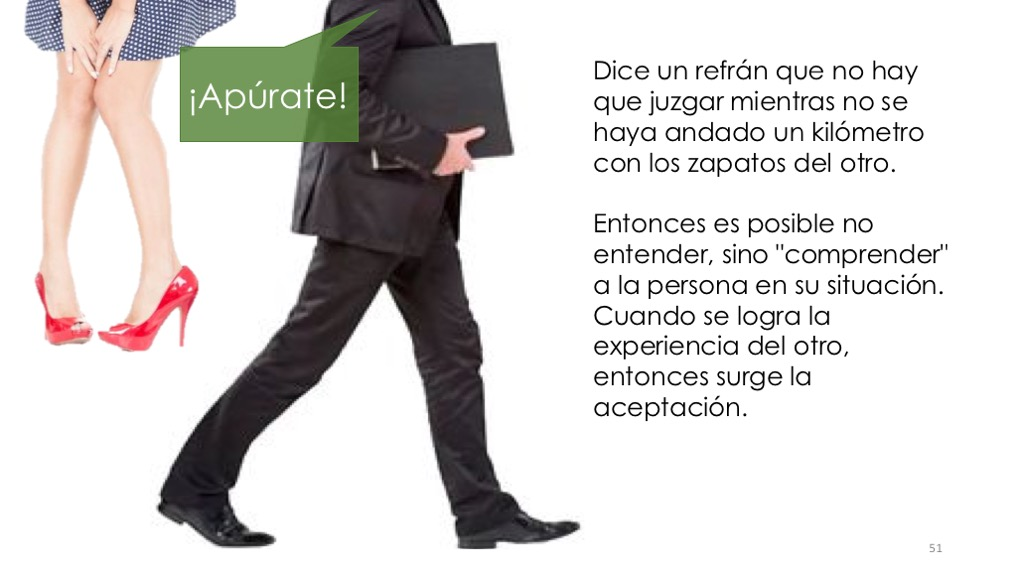 ¡Apúrate!
Dice un refrán que no hay
que juzgar mientras no se
haya andado un kilómetro
con los zapatos del otro.
Entonces es posible no
entender, sino "comprender"
a la persona en su situación.
Cuando se logra la
experiencia del otro,
entonces surge la
aceptación.
51